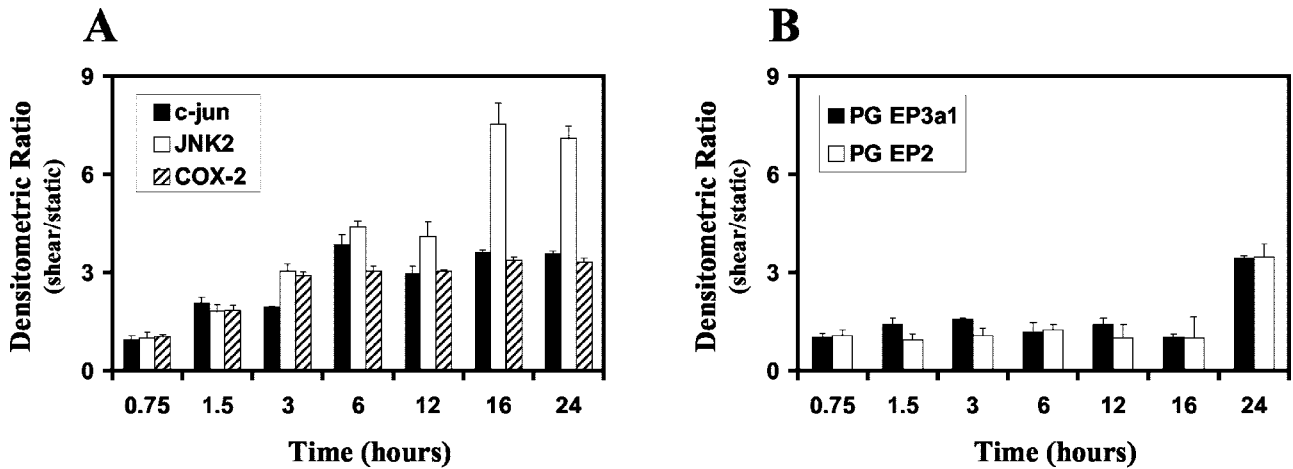 A
Densitometric Ratio
(shear/static)
9
6
3
0
c-jun
JNK2
COX-2
0.75 1.5 3 6 12 16 24
Time (hours)
B
Densitometric Ratio
(shear/static)
9
6
3
0
PG EP3a1
PG EP2
0.75 1.5 3 6 12 16 24
Time (hours)